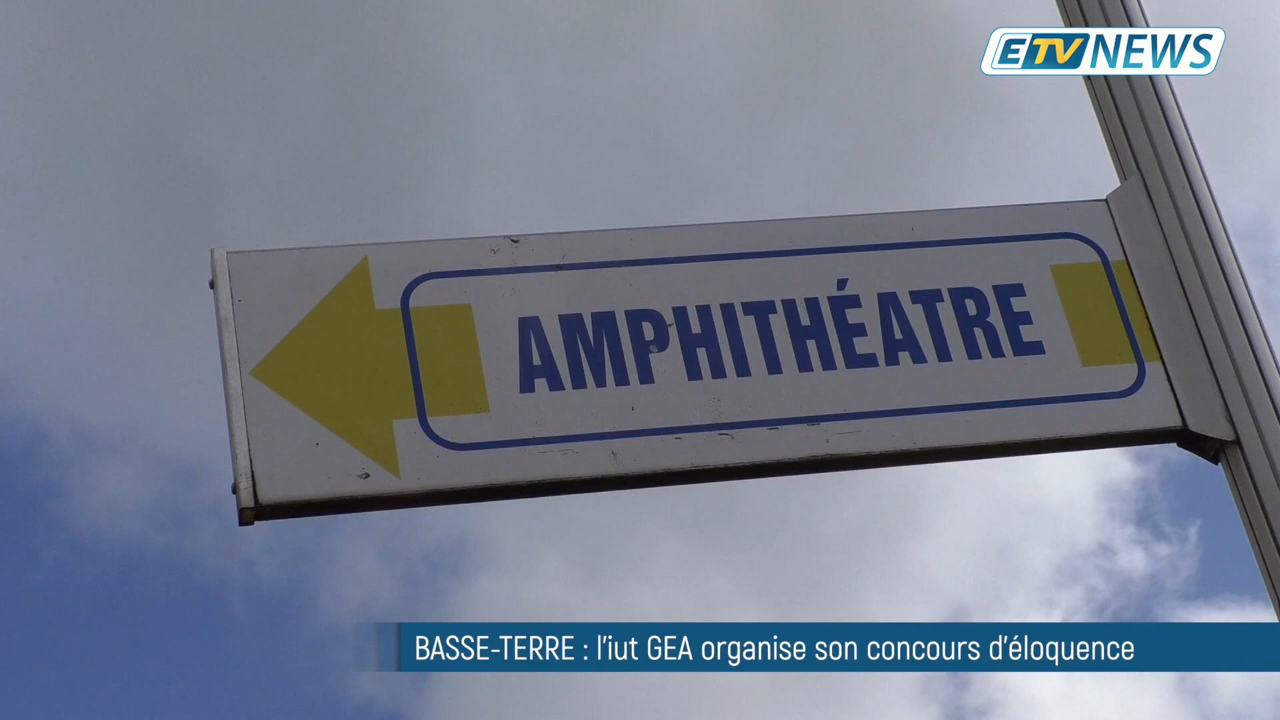 ETV NEWS
AMPHITHÉATRE
BASSE-TERRE : l'iut GEA organise son concours d'éloquence